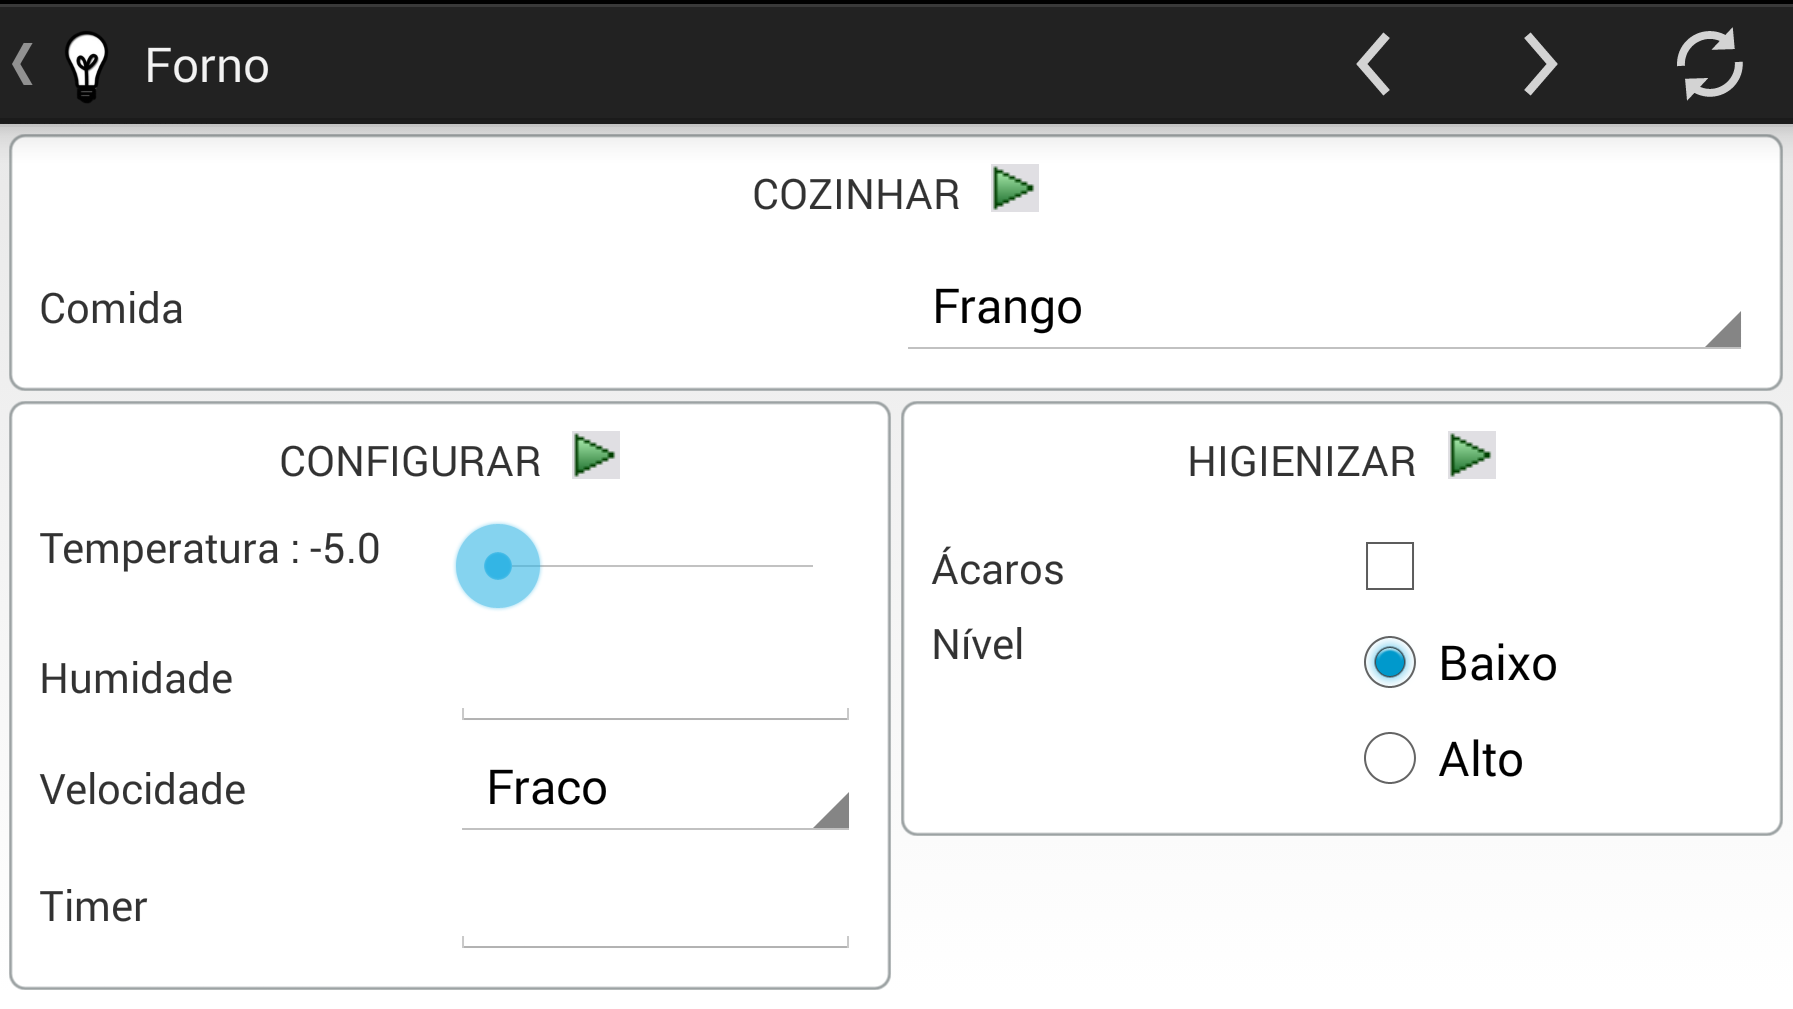 Forno
COZINHAR
Comida
Frango
CONFIGURAR
Temperatura : -5.0
Humidade
Velocidade
Fraco
Timer
HIGIENIZAR
Ácaros
Nível
Baixo
Alto